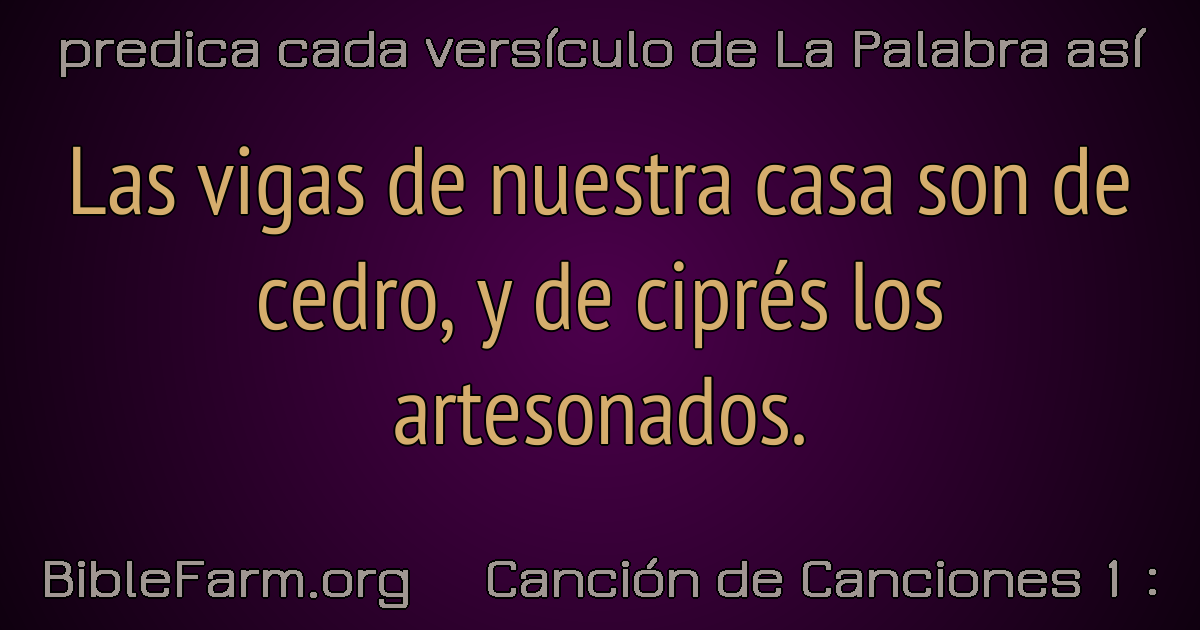 predica cada versículo de La Palabra así
Las vigas de nuestra casa son de
cedro, y de ciprés los
artesonados.
BibleFarm.org Canción de Canciones 1 :